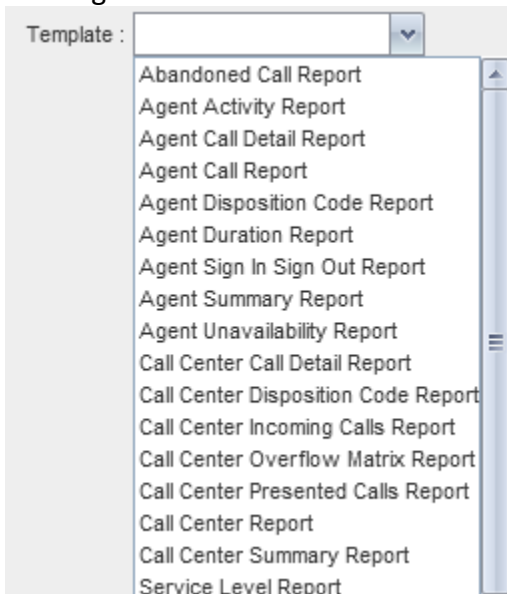 Template :
Abandoned Call Report
Agent Activity Report
Agent Call Detail Report
Agent Call Report
Agent Disposition Code Report
Agent Duration Report
Agent Sign In Sign Out Report
Agent Summary Report
Agent Unavailability Report
Call Center Call Detail Report
Call Center Disposition Code Report
Call Center Incoming Calls Report
Call Center Overflow Matrix Report
Call Center Presented Calls Report
Call Center Report
Call Center Summary Report
Service Level Report